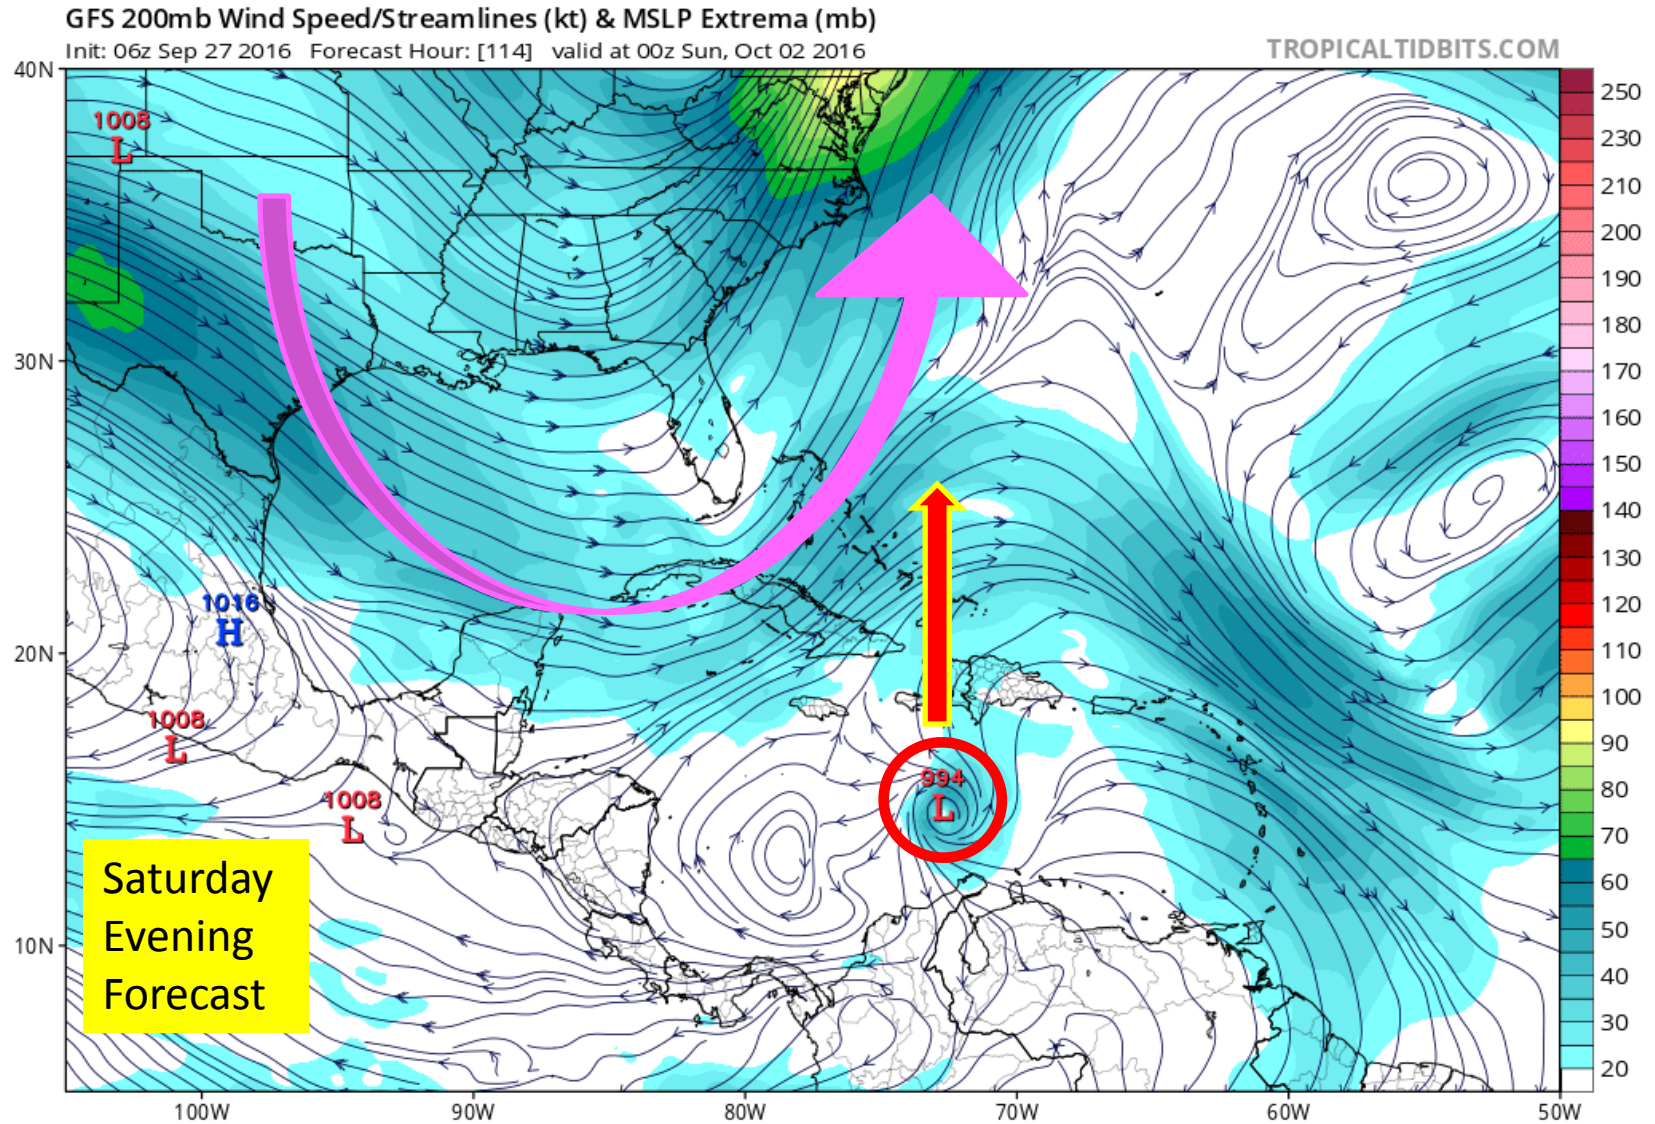 GFS 200mb Wind Speed/Streamlines (kt) & MSLP Extrema (mb)
Init: 06z Sep 27 2016 Forecast Hour: [114] valid at 00z Sun, Oct 02 2016
TROPICALTIDBITS.COM
40N
30N
20N
10N
1008
L
1016
H
1008
L
1008
L
994
L
Saturday
Evening
Forecast
100W
90W
80W
70W
60W
50W
250
230
210
200
190
180
170
160
150
140
130
120
110
100
90
80
70
60
50
40
30
20